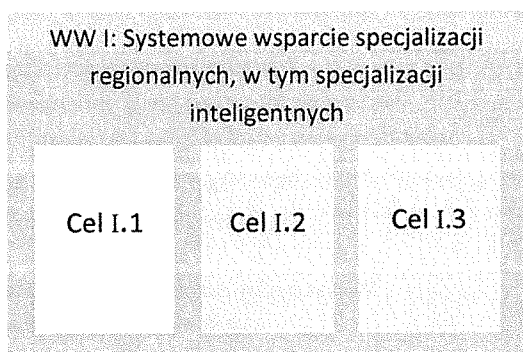 WW I: Systemowe wsparcie specjalizacji
regionalnych, w tym specjalizacji
inteligentnych
Cel I.1 Cel I.2 Cel I.3